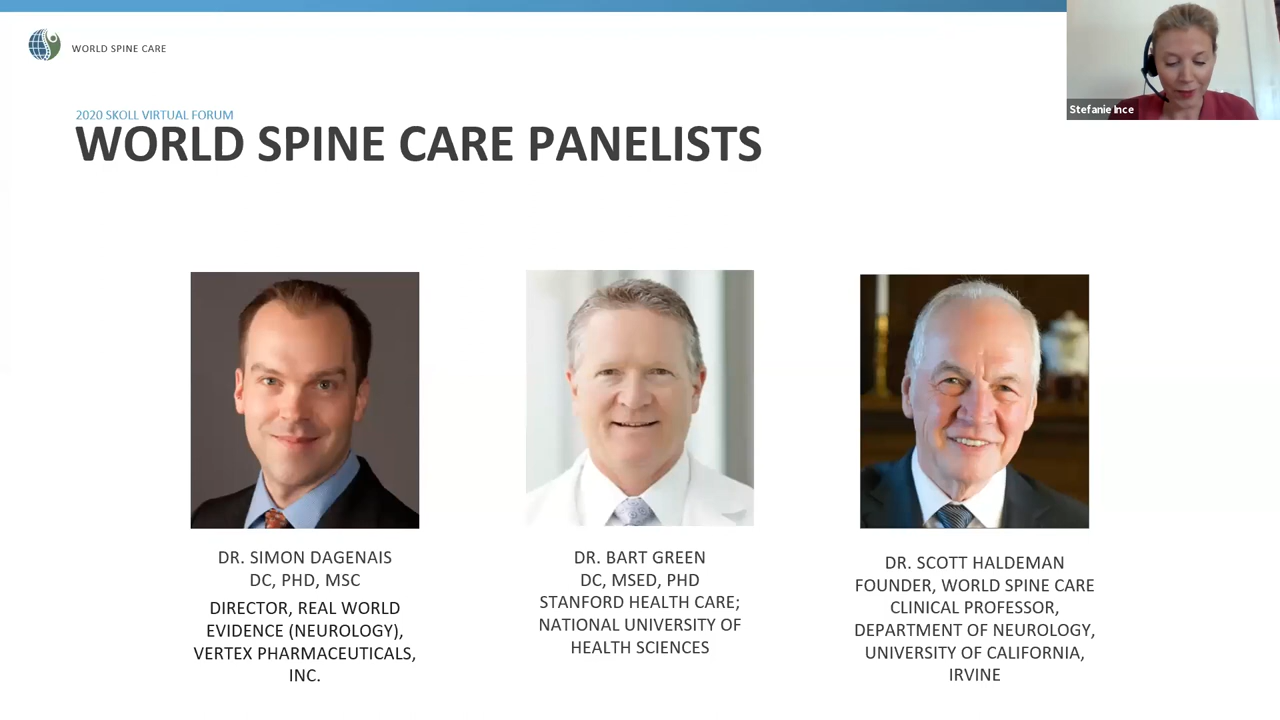 WORLD SPINE CARE
Stefanie Ince
2020 SKOLL VIRTUAL FORUM
WORLD SPINE CARE PANELISTS
DR. SIMON DAGENAIS
DC, PHD, MSC
DIRECTOR, REAL WORLD
EVIDENCE (NEUROLOGY),
VERTEX PHARMACEUTICALS,
INC.
DR. BART GREEN
DC, MSED, PHD
STANFORD HEALTH CARE;
NATIONAL UNIVERSITY OF
HEALTH SCIENCES
DR. SCOTT HALDEMAN
FOUNDER, WORLD SPINE CARE
CLINICAL PROFESSOR,
DEPARTMENT OF NEUROLOGY,
UNIVERSITY OF CALIFORNIA,
IRVINE